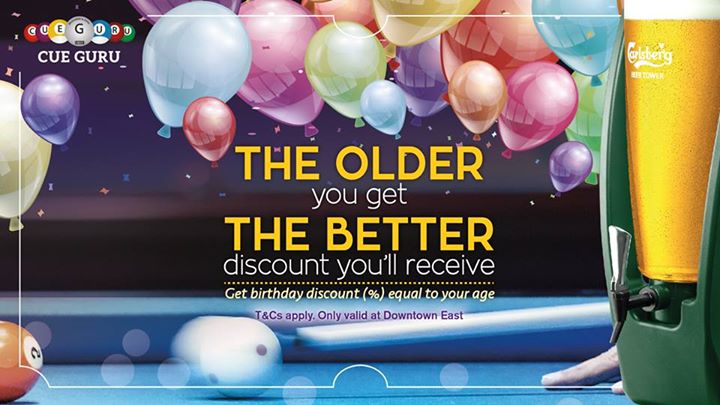 CUE GURU
CUE GURU
Carlsberg
BEER TOWER
THE OLDER
you get
THE BETTER
discount you'll receive
Get birthday discount (%) equal to your age
T&Cs apply. Only valid at Downtown East
2